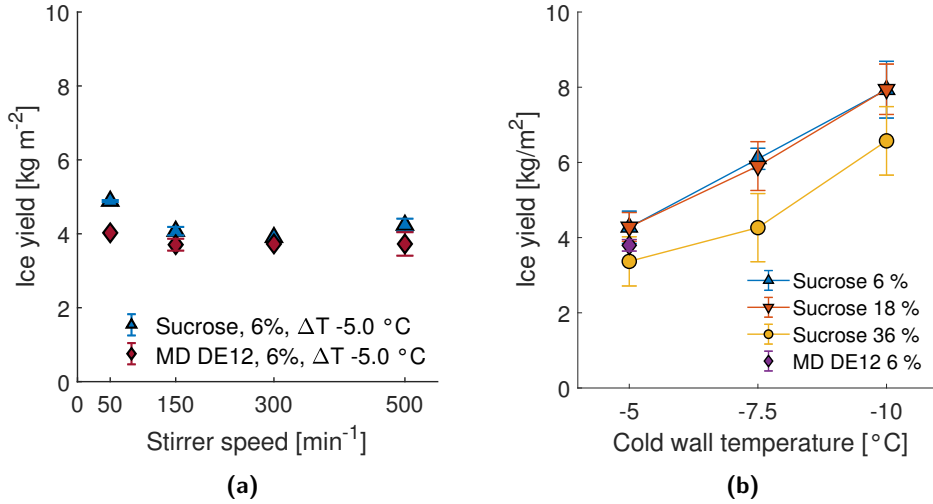 10
8
6
4
2
0
Ice yield [kg m-2]
Sucrose, 6%, ΔT -5.0 °C
MD DE12, 6%, ΔT -5.0 °C
0 50 150 300 500
Stirrer speed [min-1]
(a)
10
8
6
4
2
0
Ice yield [kg/m2]
Sucrose 6 %
Sucrose 18 %
Sucrose 36 %
MD DE12 6 %
-5 -7.5 -10
Cold wall temperature [°C]
(b)